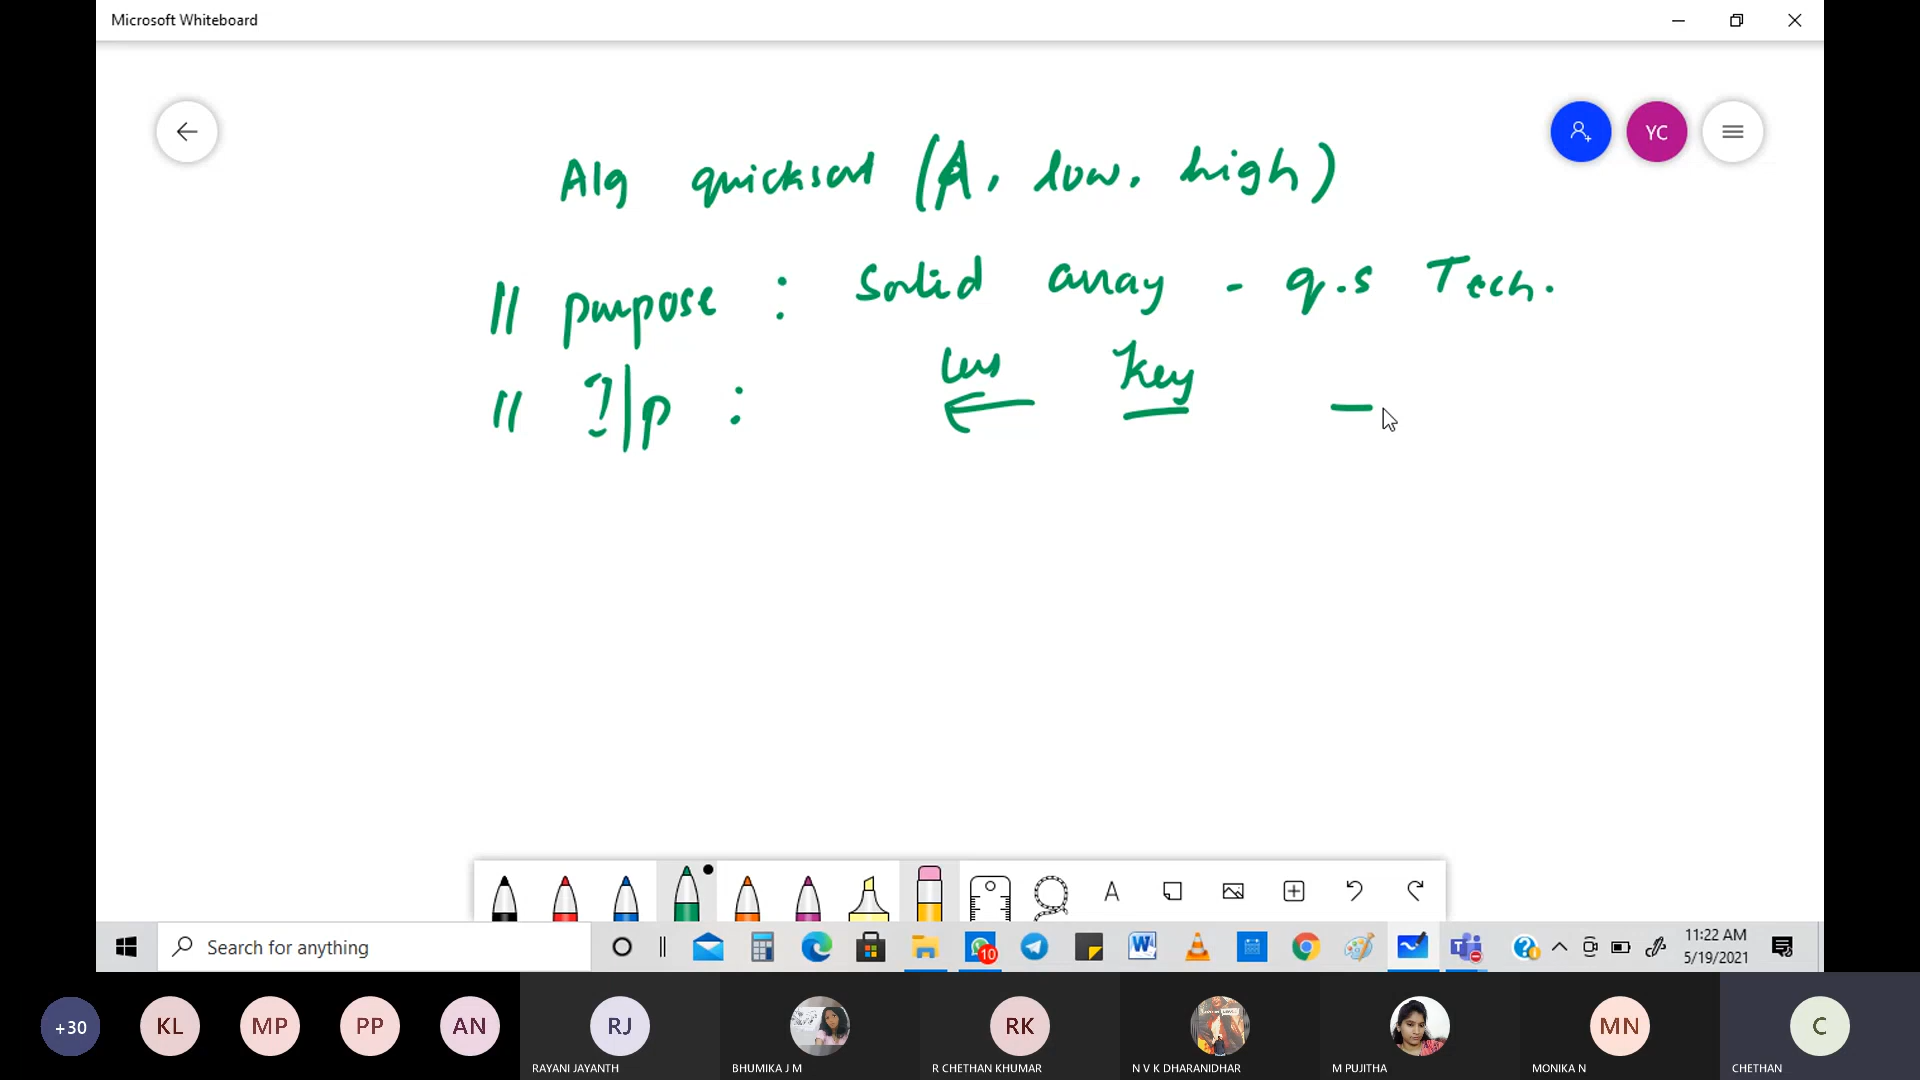 Microsoft Whiteboard
YC
Alg quicksort (A, low, high)
// purpose : Sorted array - q.s Tech.
less key -
// I/p :
A
Search for anything
10
11:22 AM
5/19/2021
+30
KL
MP
PP
AN
RJ
RK
MN
C
RAYANI JAYANTH
BHUMIKA J M
R CHETHAN KHUMAR
N V K DHARANIDHAR
M PUJITHA
MONIKA N
CHETHAN